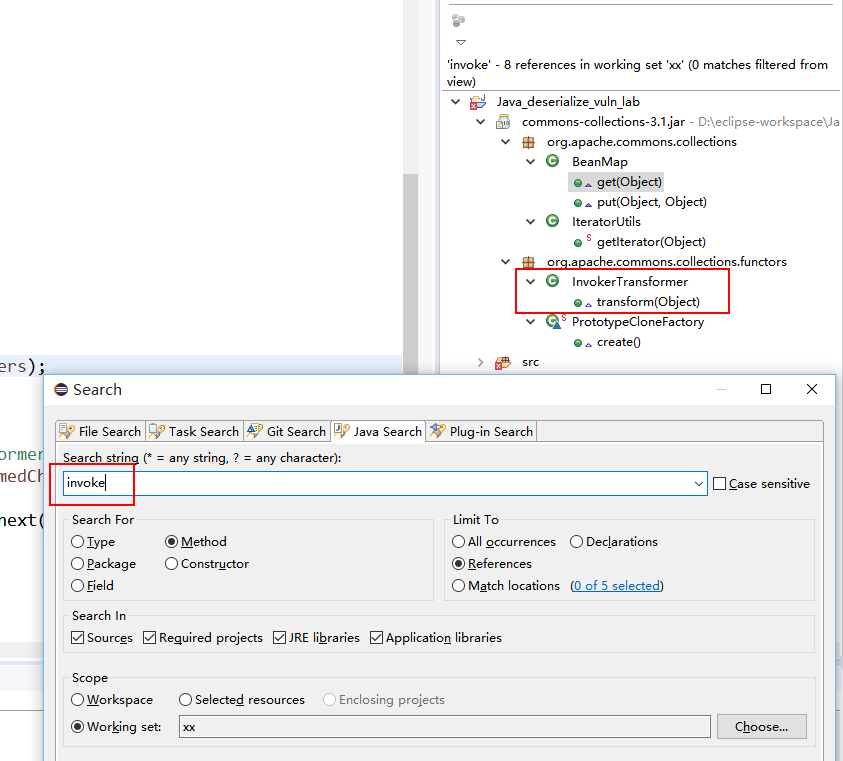 'invoke' - 8 references in working set 'xx' (0 matches filtered from
view)
Java_deserialize_vuln_lab
commons-collections-3.1.jar - D:\eclipse-workspace\Ja
org.apache.commons.collections
BeanMap
get(Object)
put(Object, Object)
IteratorUtils
S getIterator(Object)
org.apache.commons.collections.functors
InvokerTransformer
transform(Object)
S PrototypeCloneFactory
create()
src
ers);
ormer
medCh
next(
Search
File Search Task Search Git Search Java Search Plug-in Search
Search string (* = any string, ? = any character):
invoke Case sensitive
Search For
Type Method
Package Constructor
Field
Limit To
All occurrences Declarations
References
Match locations (0 of 5 selected)
Search In
Sources Required projects JRE libraries Application libraries
Scope
Workspace Selected resources Enclosing projects
Working set: xx Choose...